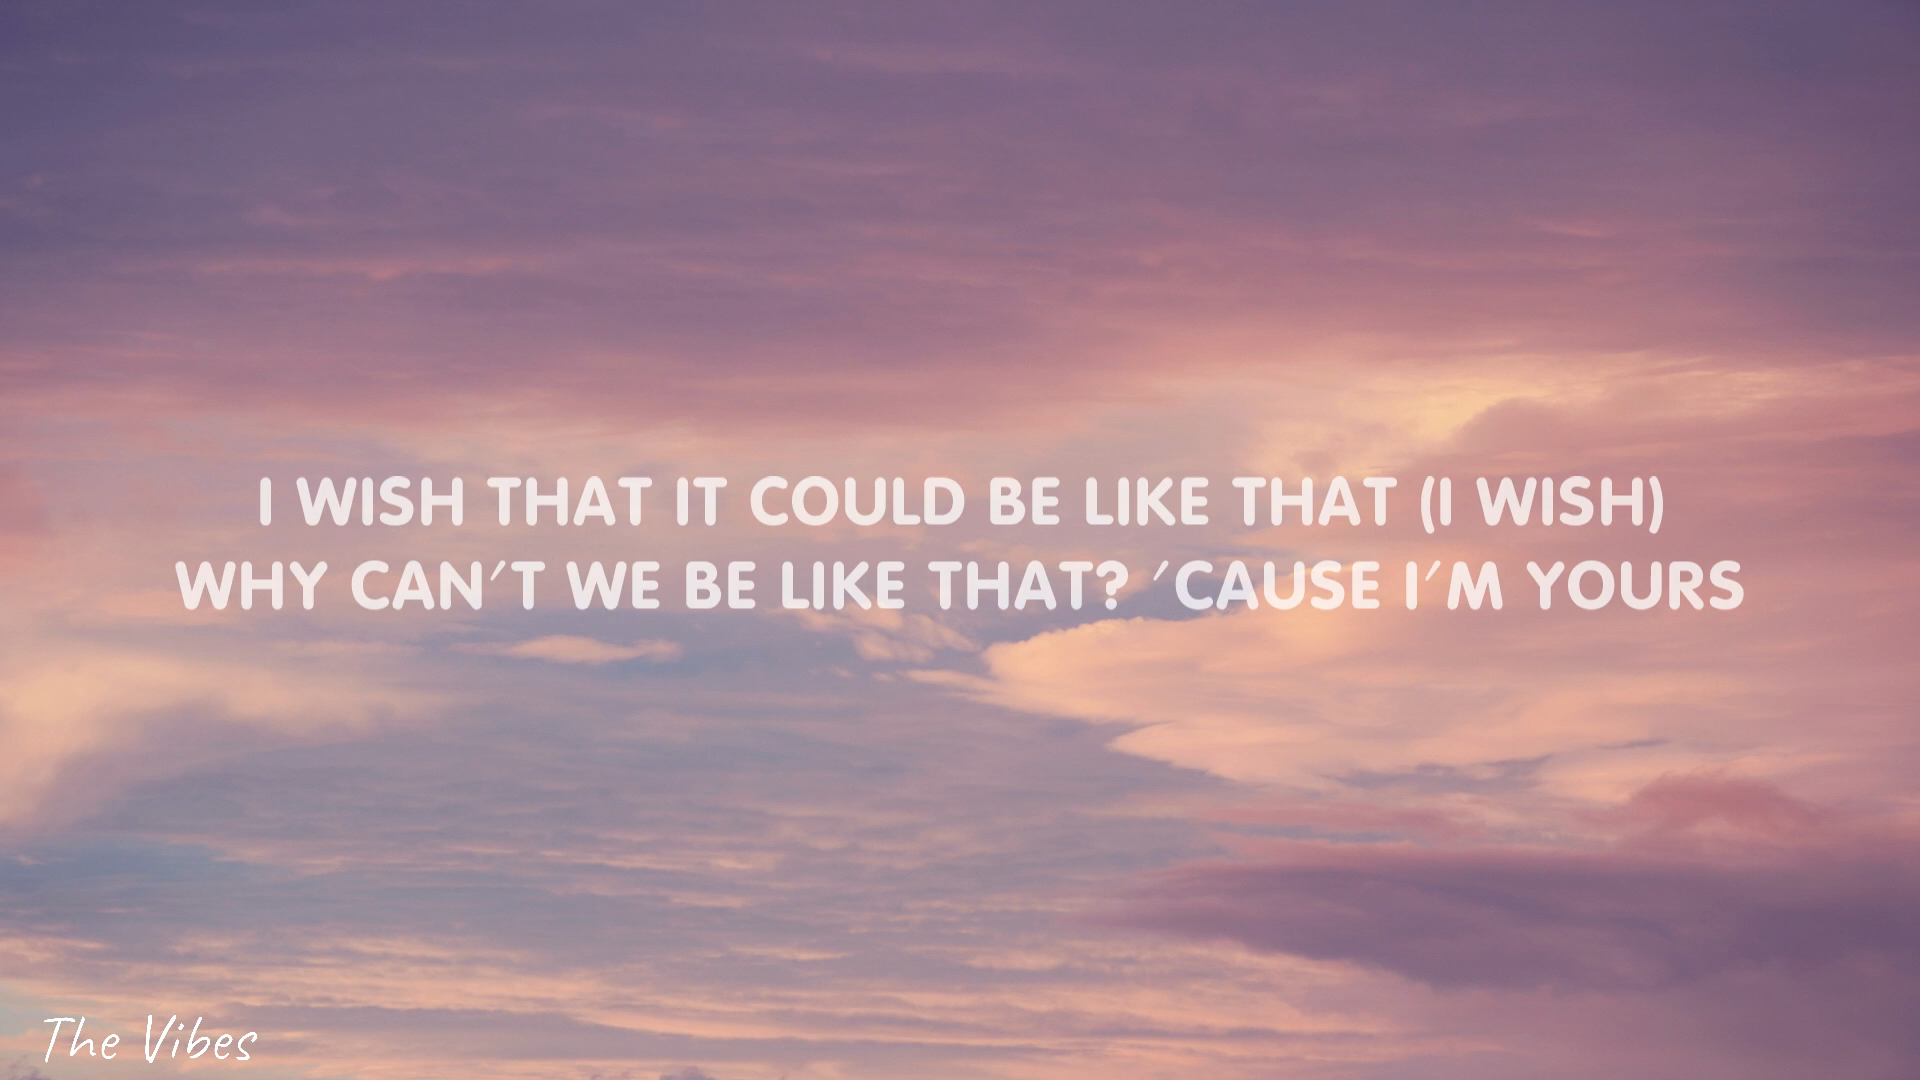 I WISH THAT IT COULD BE LIKE THAT (I WISH)
WHY CAN'T WE BE LIKE THAT? 'CAUSE I'M YOURS
The Vibes